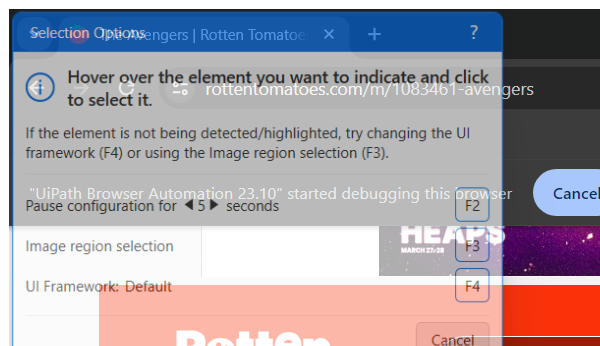 Selection Options
The Avengers | Rotten Tomatoe
?
Hover over the element you want to indicate and click
to select it.
rottentomatoes.com/m/1083461-avengers
If the element is not being detected/highlighted, try changing the UI
framework (F4) or using the Image region selection (F3).
"UiPath Browser Automation 23.10" started debugging this browser
Cancel
Pause configuration for 5 seconds
F2
HEAPS
MARCH 27-28
Image region selection
F3
UI Framework: Default
F4
Rotten
Cancel